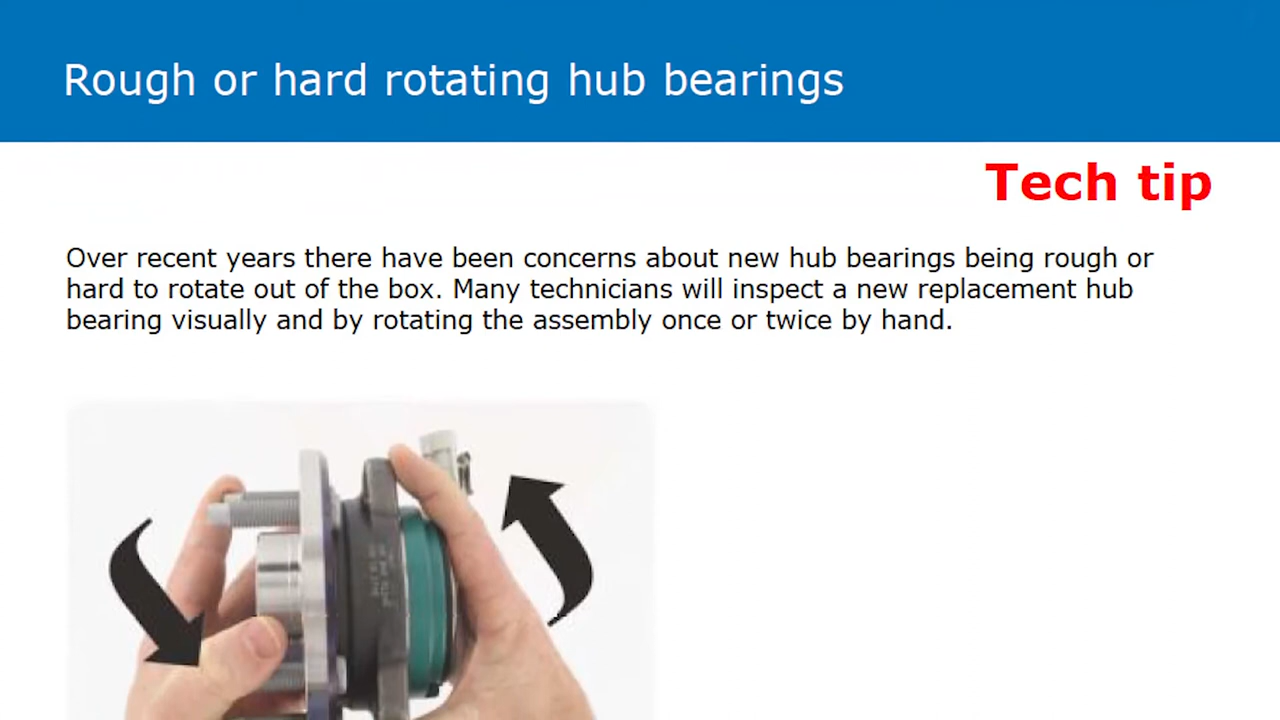 Rough or hard rotating hub bearings
Tech tip
Over recent years there have been concerns about new hub bearings being rough or
hard to rotate out of the box. Many technicians will inspect a new replacement hub
bearing visually and by rotating the assembly once or twice by hand.